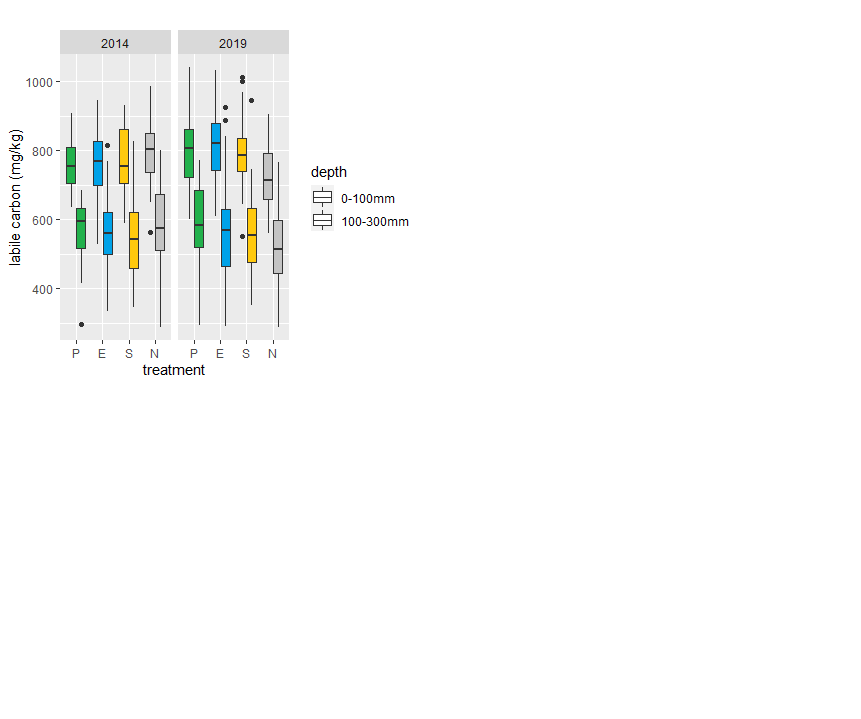 2014 2019
1000
800
600
400
labile carbon (mg/kg)
P E S N P E S N
treatment
depth
0-100mm
100-300mm